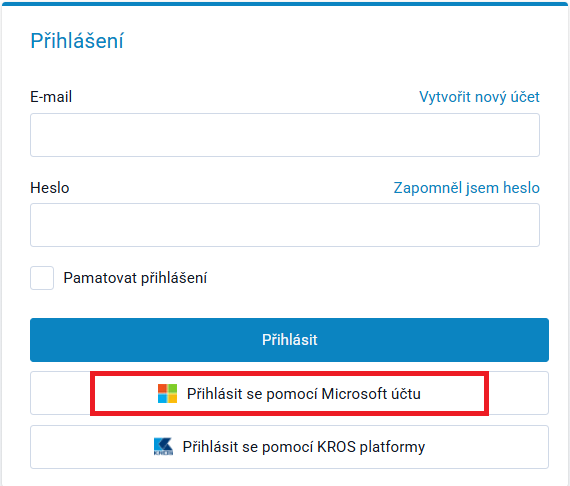 Přihlášení
E-mail Vytvořit nový účet
Heslo Zapomněl jsem heslo
Pamatovat přihlášení
Přihlásit
Přihlásit se pomocí Microsoft účtu
KROS Přihlásit se pomocí KROS platformy